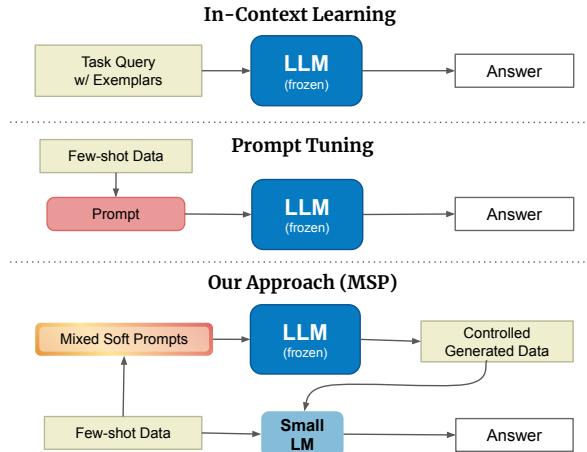 In-Context Learning
Task Query
w/ Exemplars
LLM
(frozen)
Answer
Prompt Tuning
Few-shot Data
Prompt
LLM
(frozen)
Answer
Our Approach (MSP)
Mixed Soft Prompts
LLM
(frozen)
Controlled
Generated Data
Few-shot Data
Small
LM
Answer